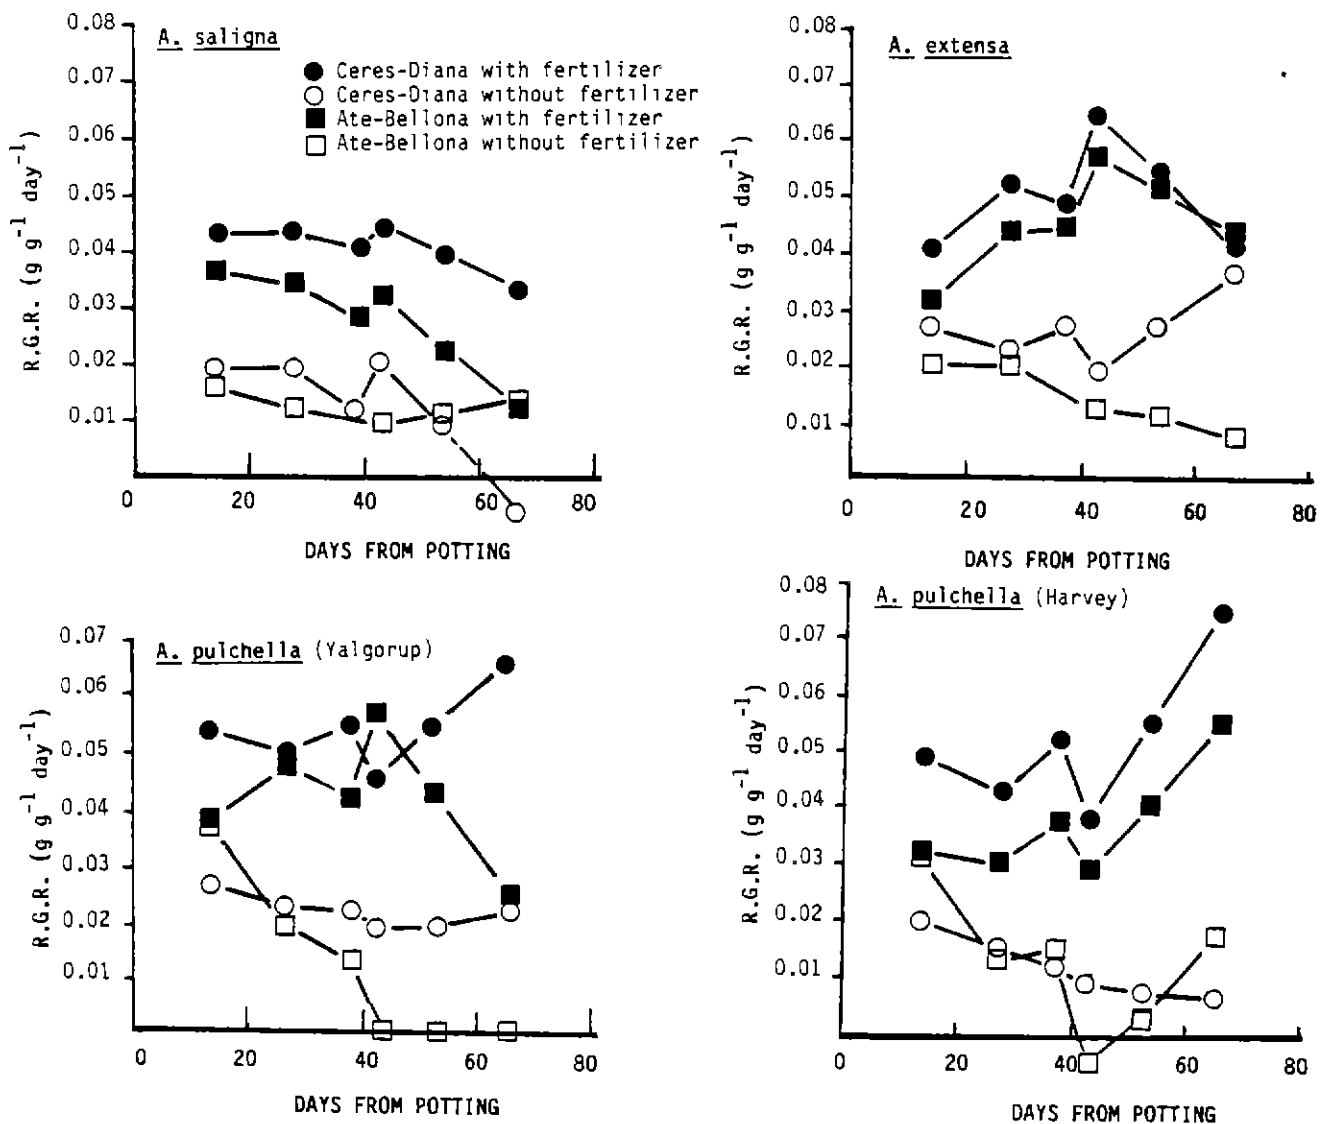 A. saligna
Ceres-Diana with fertilizer
Ceres-Diana without fertilizer
Ate-Bellona with fertilizer
Ate-Bellona without fertilizer
0.08
0.07
0.06
0.05
0.04
0.03
0.02
0.01
R.G.R. (g g⁻¹ day⁻¹)
0 20 40 60 80
DAYS FROM POTTING
A. extensa
0.08
0.07
0.06
0.05
0.04
0.03
0.02
0.01
R.G.R. (g g⁻¹ day⁻¹)
0 20 40 60 80
DAYS FROM POTTING
A. pulchella (Yalgorup)
0.07
0.06
0.05
0.04
0.03
0.02
0.01
R.G.R. (g g⁻¹ day⁻¹)
0 20 40 60 80
DAYS FROM POTTING
A. pulchella (Harvey)
0.08
0.07
0.06
0.05
0.04
0.03
0.02
0.01
R.G.R. (g g⁻¹ day⁻¹)
0 20 40 60 80
DAYS FROM POTTING